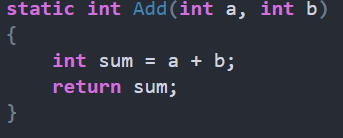 static int Add(int a, int b)
{
    int sum = a + b;
    return sum;
}